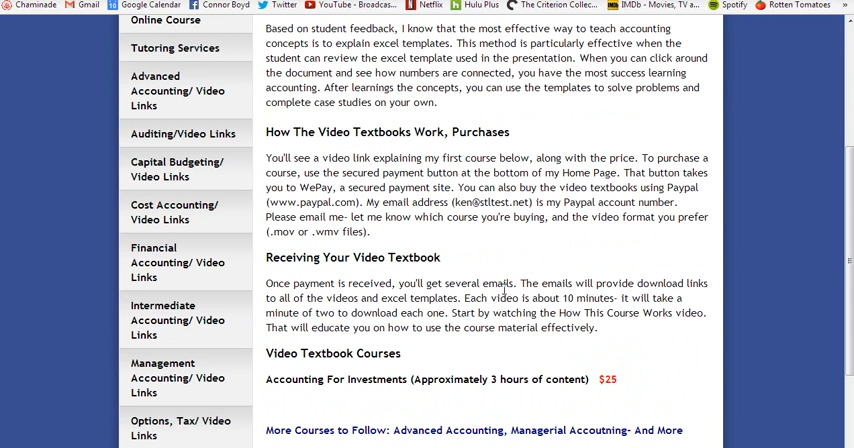 Chaminade Gmail Google Calendar Connor Boyd Twitter YouTube - Broadcas... Netflix Hulu Plus The Criterion Collec... IMDb - Movies, TV a... Spotify Rotten Tomatoes »
Online Course
Tutoring Services
Advanced
Accounting/ Video
Links
Auditing/Video Links
Capital Budgeting/
Video Links
Cost Accounting/
Video Links
Financial
Accounting/ Video
Links
Intermediate
Accounting/ Video
Links
Management
Accounting/ Video
Links
Options, Tax/ Video
Links
Based on student feedback, I know that the most effective way to teach accounting
concepts is to explain excel templates. This method is particularly effective when the
student can review the excel template used in the presentation. When you can click around
the document and see how numbers are connected, you have the most success learning
accounting. After learnings the concepts, you can use the templates to solve problems and
complete case studies on your own.
How The Video Textbooks Work, Purchases
You'll see a video link explaining my first course below, along with the price. To purchase a
course, use the secured payment button at the bottom of my Home Page. That button takes
you to WePay, a secured payment site. You can also buy the video textbooks using Paypal
(www.paypal.com). My email address (ken@stltest.net) is my Paypal account number.
Please email me- let me know which course you're buying, and the video format you prefer
(.mov or .wmv files).
Receiving Your Video Textbook
Once payment is received, you'll get several emails. The emails will provide download links
to all of the videos and excel templates. Each video is about 10 minutes- it will take a
minute of two to download each one. Start by watching the How This Course Works video.
That will educate you on how to use the course material effectively.
Video Textbook Courses
Accounting For Investments (Approximately 3 hours of content) $25
More Courses to Follow: Advanced Accounting, Managerial Accoutning- And More